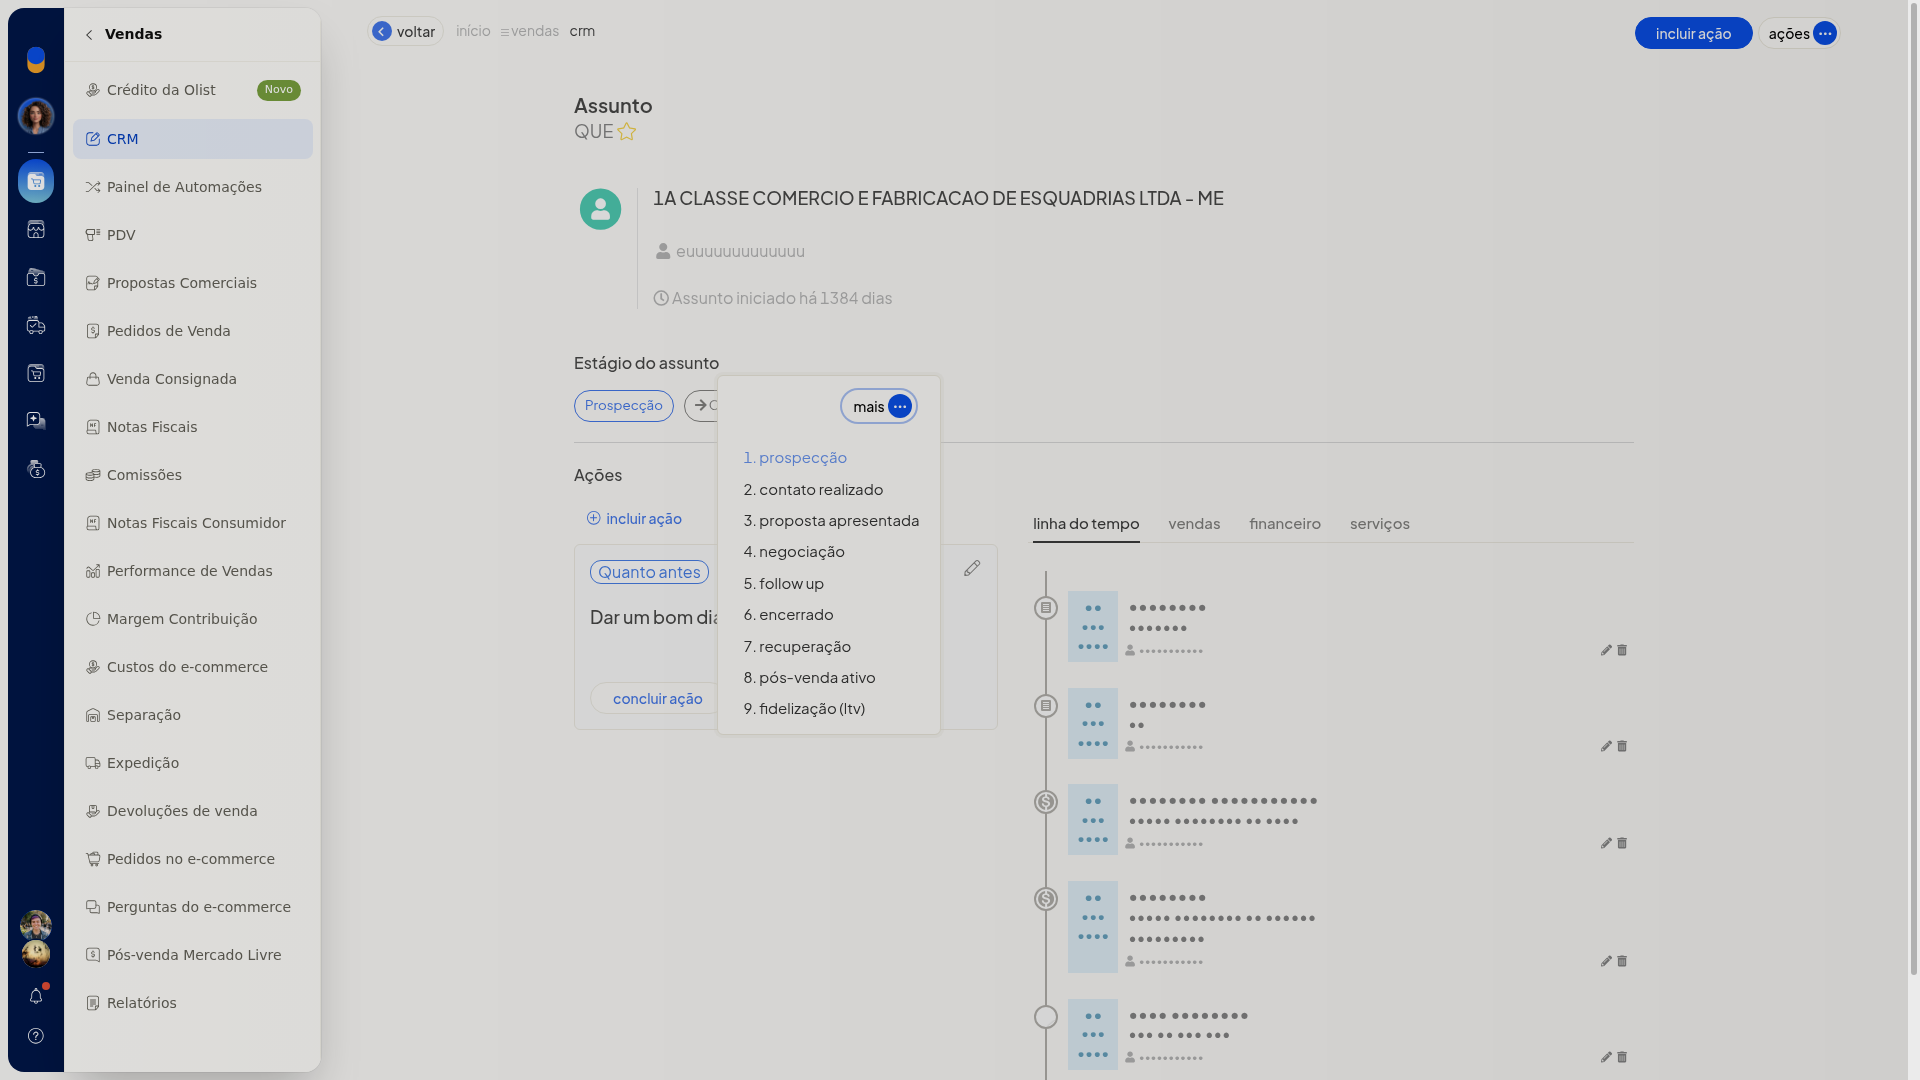 Vendas
Crédito da Olist
Novo
CRM
Painel de Automações
PDV
Propostas Comerciais
Pedidos de Venda
Venda Consignada
Notas Fiscais
Comissões
Notas Fiscais Consumidor
Performance de Vendas
Margem Contribuição
Custos do e-commerce
Separação
Expedição
Devoluções de venda
Pedidos no e-commerce
Perguntas do e-commerce
Pós-venda Mercado Livre
Relatórios
voltar
início
vendas
crm
incluir ação
ações
Assunto
QUE
1A CLASSE COMERCIO E FABRICACAO DE ESQUADRIAS LTDA - ME
euuuuuuuuuuuuu
Assunto iniciado há 1384 dias
Estágio do assunto
Prospecção
mais
1. prospecção
2. contato realizado
3. proposta apresentada
4. negociação
5. follow up
6. encerrado
7. recuperação
8. pós-venda ativo
9. fidelização (ltv)
Ações
incluir ação
Quanto antes
Dar um bom dia
concluir ação
linha do tempo
vendas
financeiro
serviços